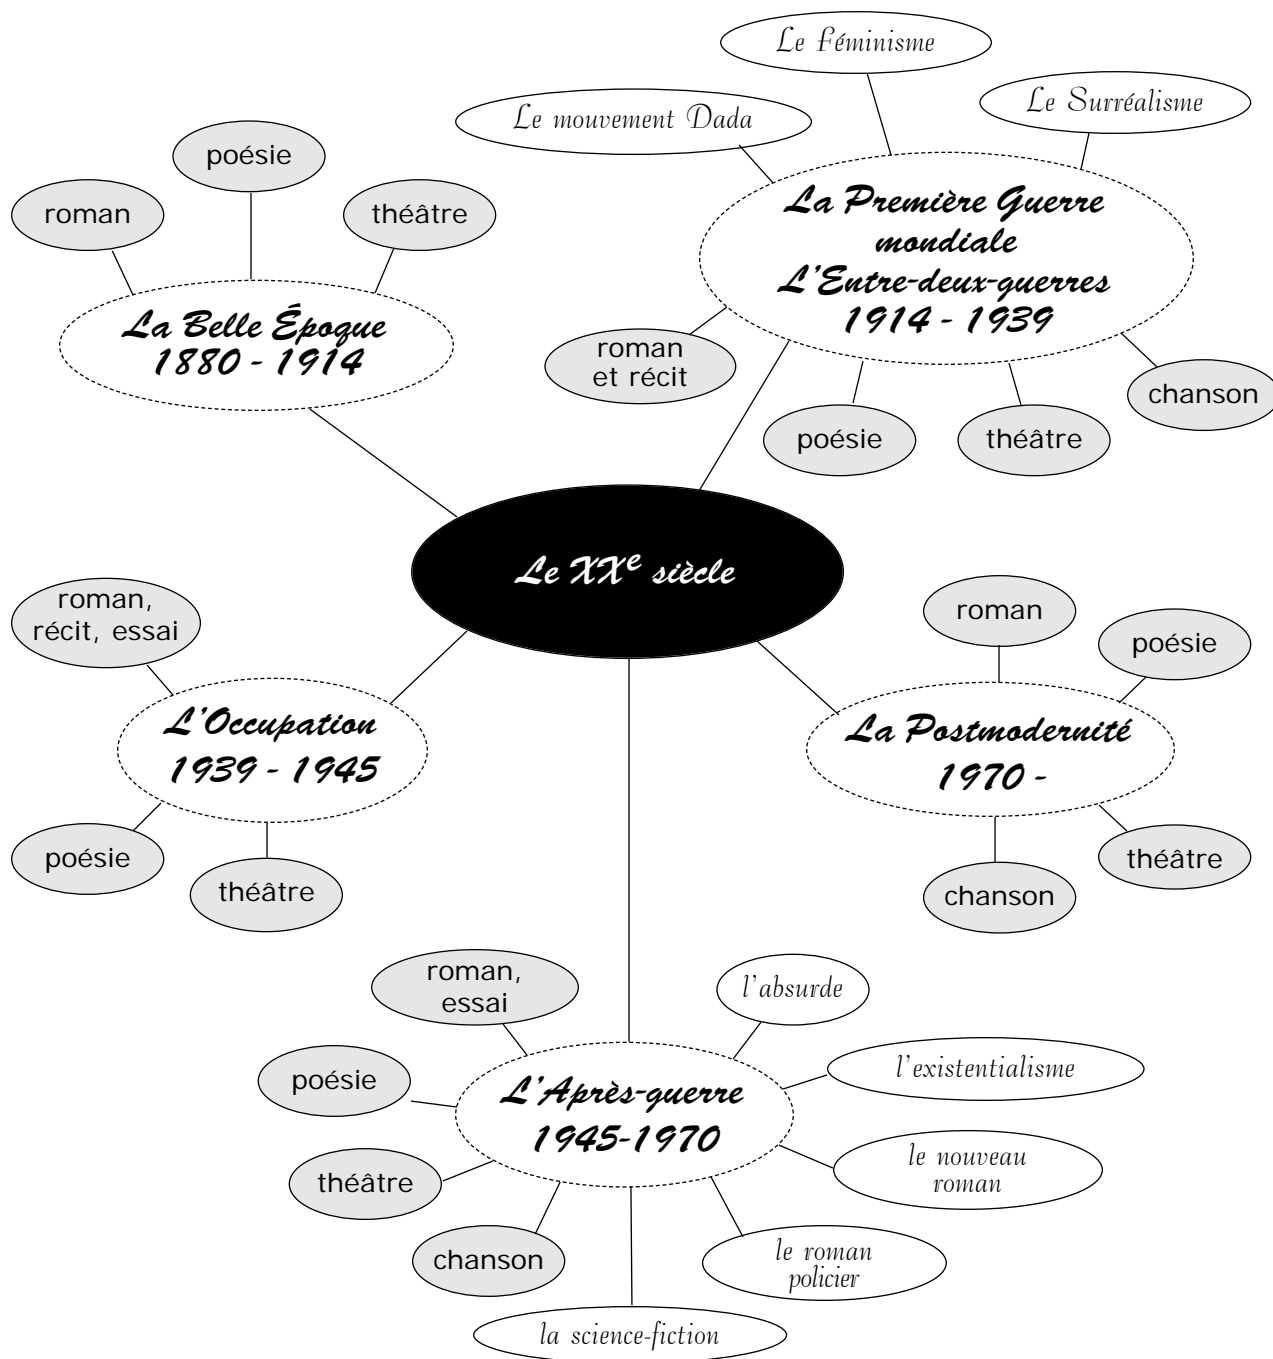 Le Féminisme
Le mouvement Dada
Le Surréalisme
poésie
roman
théâtre
La Belle Époque
1880 - 1914
La Première Guerre
mondiale
L'Entre-deux-guerres
1914 - 1939
roman
et récit
poésie
théâtre
chanson
Le XXe siècle
roman,
récit, essai
L'Occupation
1939 - 1945
poésie
théâtre
roman
poésie
La Postmodernité
1970 -
théâtre
chanson
roman,
essai
poésie
théâtre
chanson
L'Après-guerre
1945-1970
l'absurde
l'existentialisme
le nouveau
roman
le roman
policier
la science-fiction